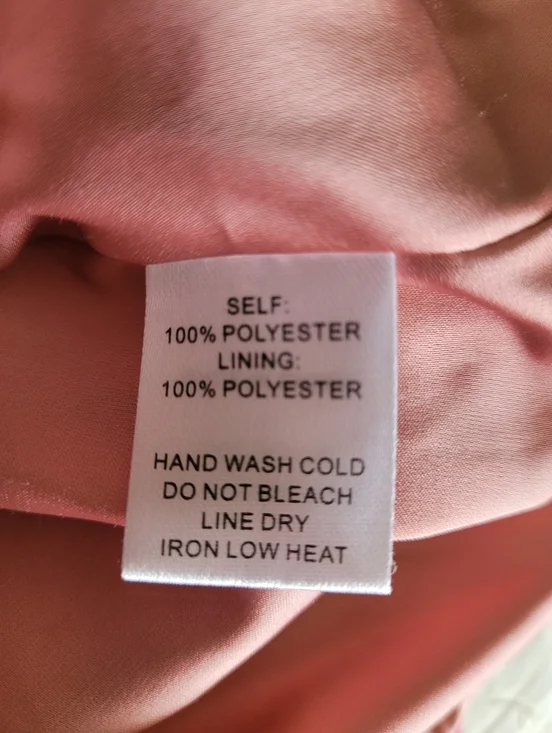 SELF:
100% POLYESTER
LINING:
100% POLYESTER
HAND WASH COLD
DO NOT BLEACH
LINE DRY
IRON LOW HEAT